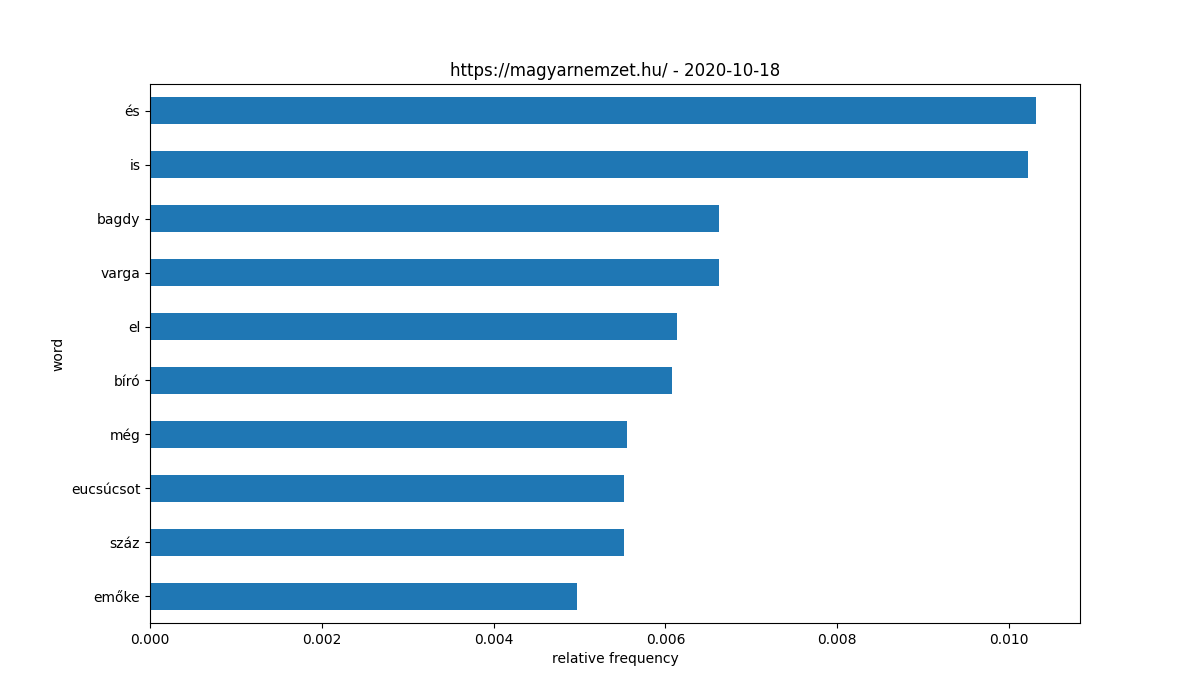 https://magyarnemzet.hu/ - 2020-10-18
és
is
bagdy
varga
el
bíró
még
eucsúcsot
száz
emőke
word
0.000 0.002 0.004 0.006 0.008 0.010
relative frequency